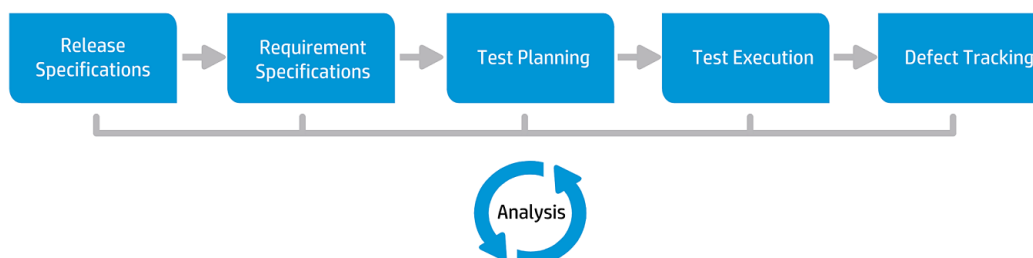 Release
Specifications
Requirement
Specifications
Test Planning
Test Execution
Defect Tracking
Analysis